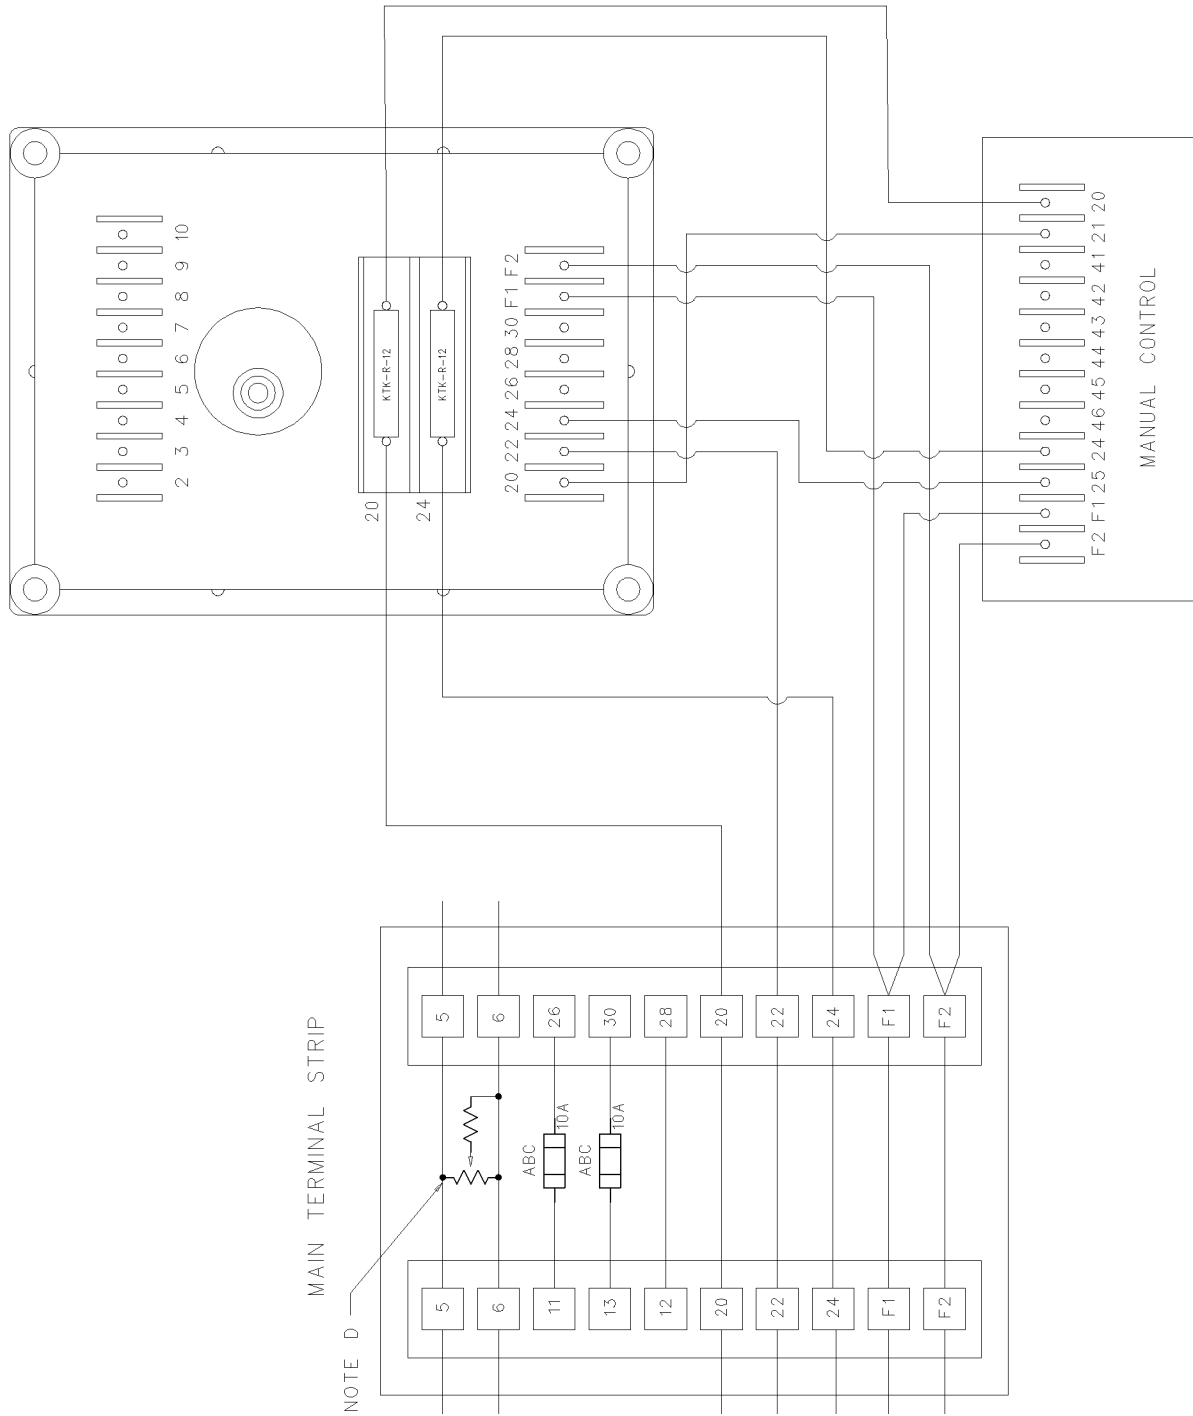 10
9
8
7
6
5
4
3
2
KTK-R-12
KTK-R-12
20
24
F2
F1
30
28
26
24
22
20
20
21
41
42
43
44
45
46
24
25
F1
F2
MANUAL CONTROL
MAIN TERMINAL STRIP
NOTE D
5
6
26
30
28
20
22
24
F1
F2
ABC
10A
ABC
10A
5
6
11
13
12
20
22
24
F1
F2